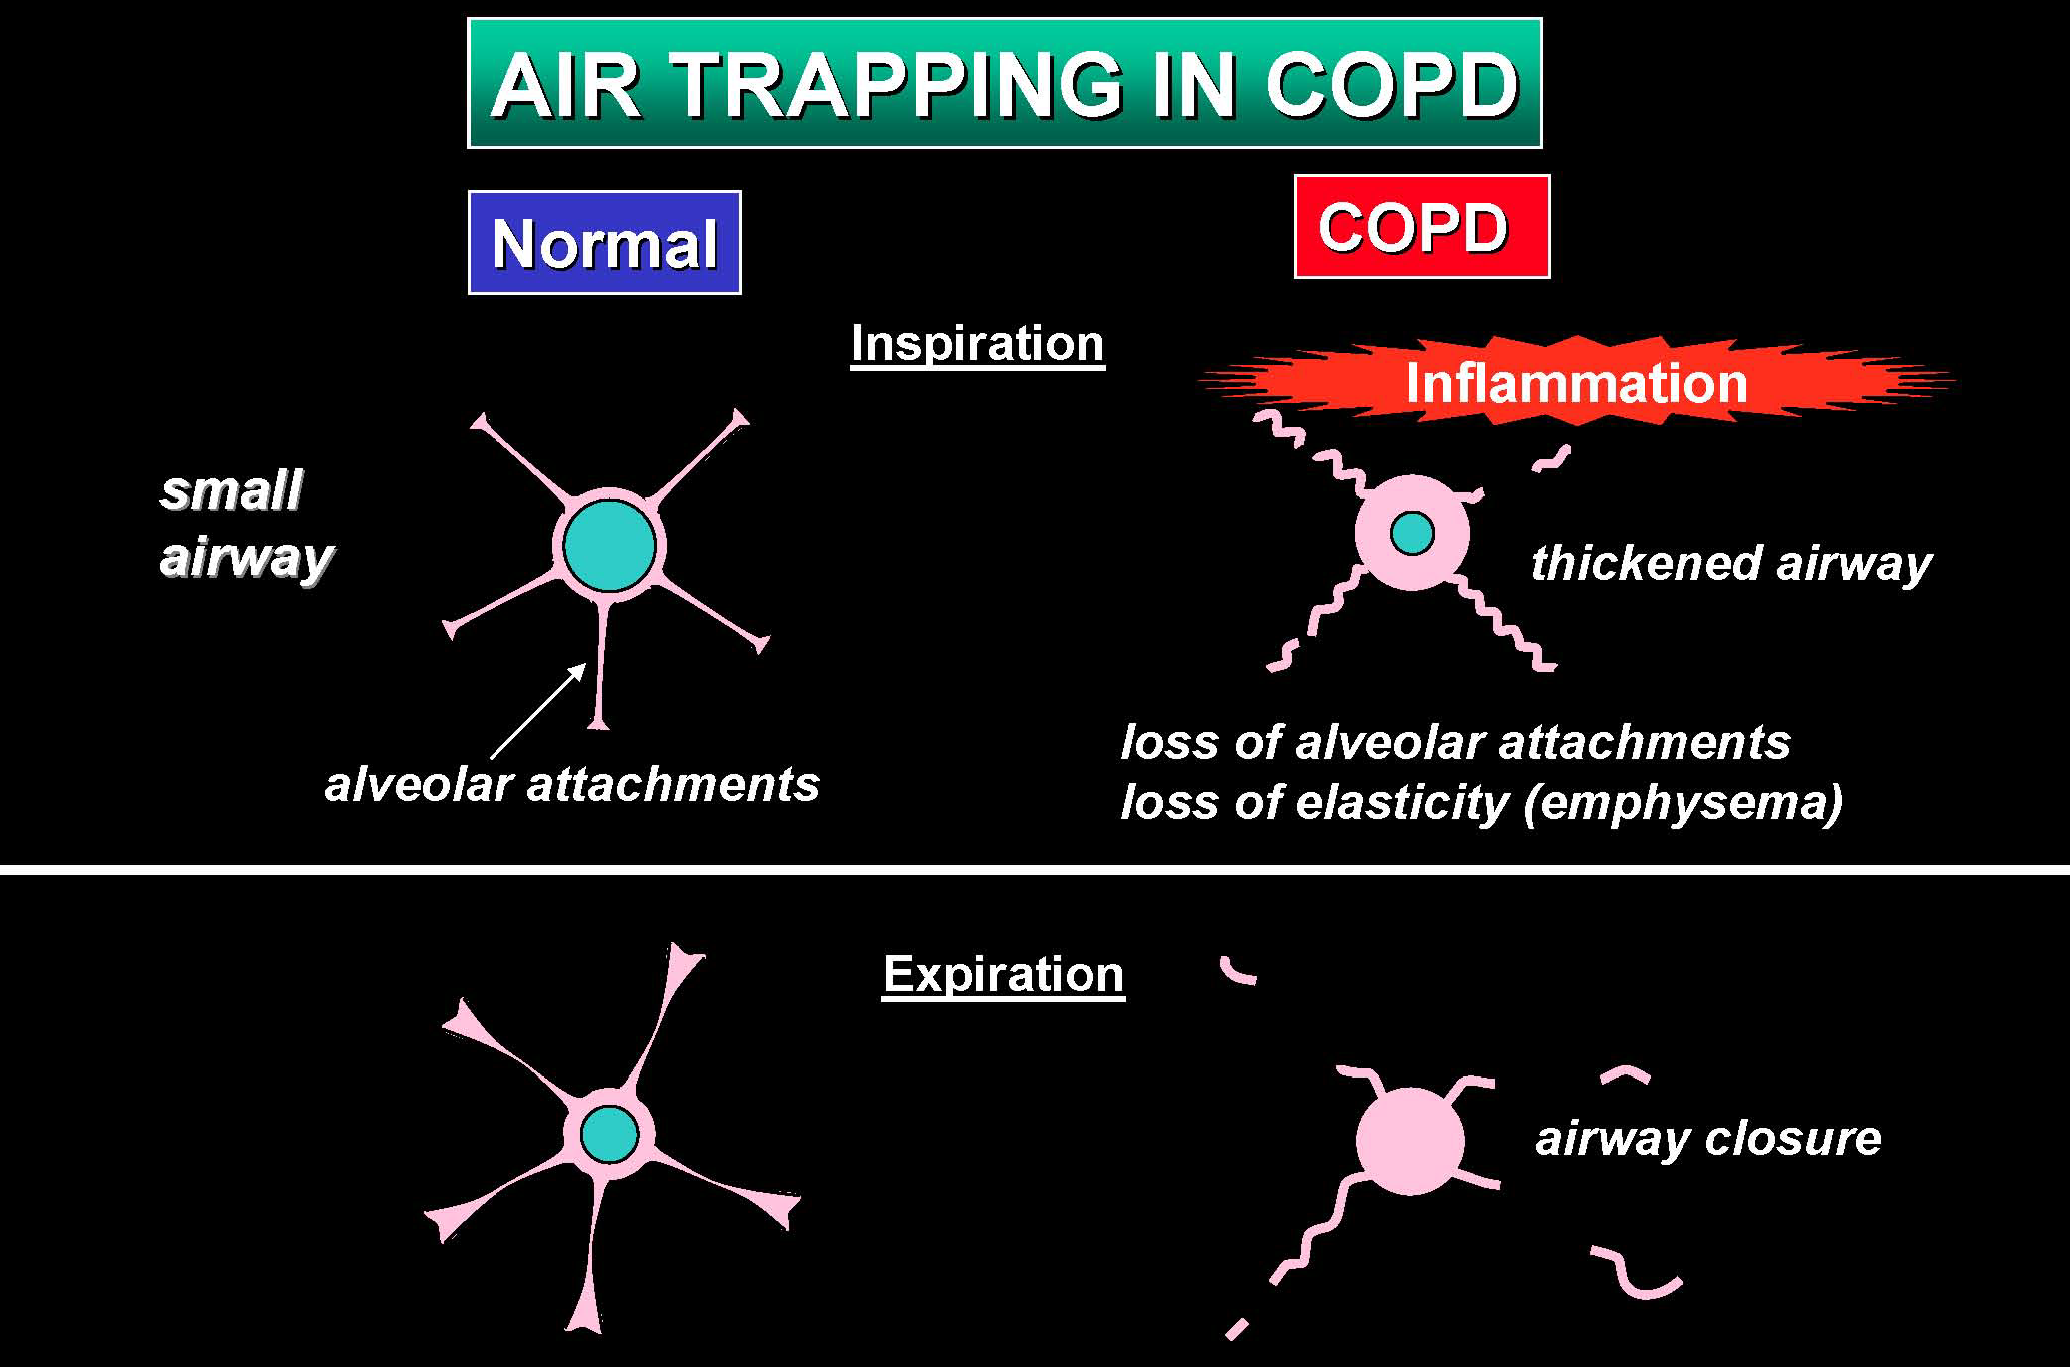 AIR TRAPPING IN COPD
Normal
COPD
Inspiration
Inflammation
small
airway
thickened airway
alveolar attachments
loss of alveolar attachments
loss of elasticity (emphysema)
Expiration
airway closure